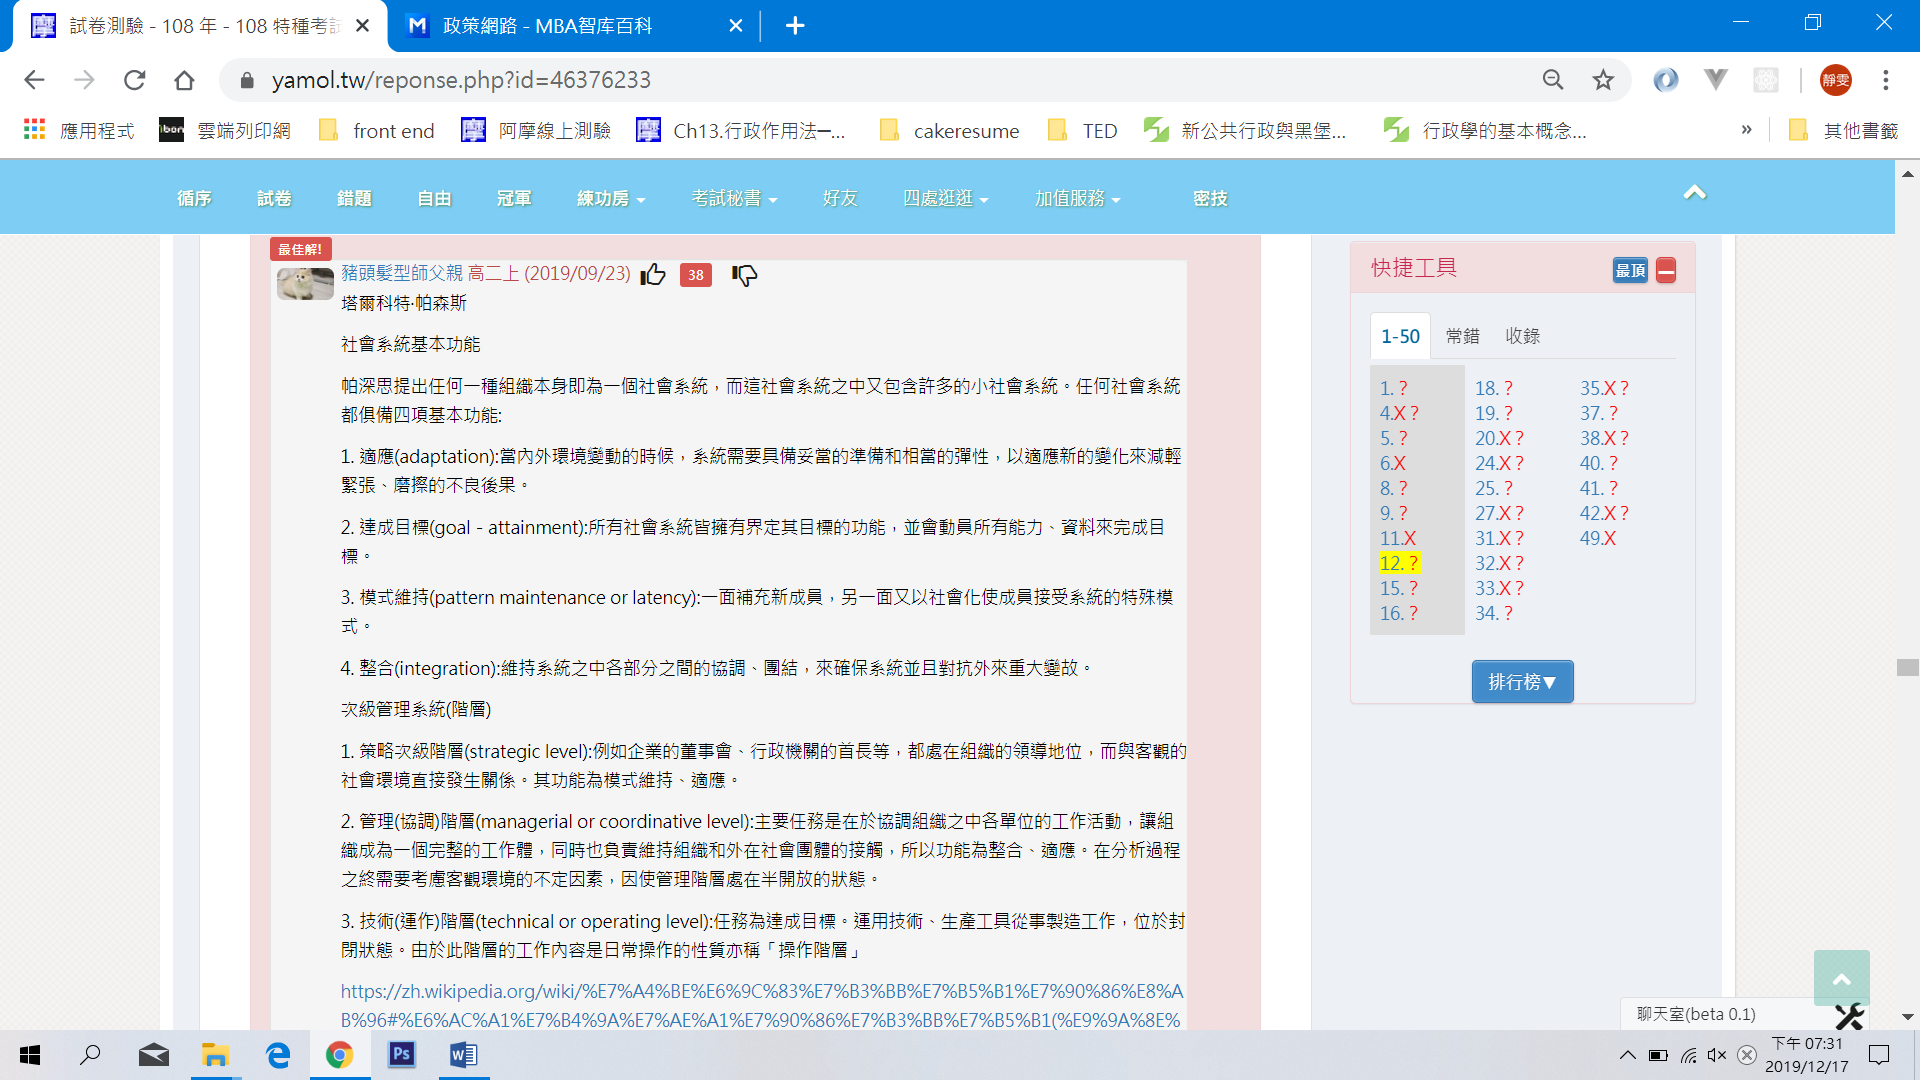 試卷測驗 - 108 年 - 108 特種考試
政策網路 - MBA智库百科
yamol.tw/reponse.php?id=46376233
靜雯
應用程式
ibon
雲端列印網
front end
阿摩線上測驗
Ch13.行政作用法─...
cakeresume
TED
新公共行政與黑堡...
行政學的基本概念...
»
其他書籤
循序 試卷 錯題 自由 冠軍 練功房 考試秘書 好友 四處逛逛 加值服務 密技
最佳解!
豬頭髮型師父親 高二上 (2019/09/23) 38
塔爾科特·帕森斯
社會系統基本功能
帕深思提出任何一種組織本身即為一個社會系統，而這社會系統之中又包含許多的小社會系統。任何社會系統
都俱備四項基本功能:
1. 適應(adaptation):當內外環境變動的時候，系統需要具備妥當的準備和相當的彈性，以適應新的變化來減輕
緊張、磨擦的不良後果。
2. 達成目標(goal - attainment):所有社會系統皆擁有界定其目標的功能，並會動員所有能力、資料來完成目
標。
3. 模式維持(pattern maintenance or latency):一面補充新成員，另一面又以社會化使成員接受系統的特殊模
式。
4. 整合(integration):維持系統之中各部分之間的協調、團結，來確保系統並且對抗外來重大變故。
次級管理系統(階層)
1. 策略次級階層(strategic level):例如企業的董事會、行政機關的首長等，都處在組織的領導地位，而與客觀的
社會環境直接發生關係。其功能為模式維持、適應。
2. 管理(協調)階層(managerial or coordinative level):主要任務是在於協調組織之中各單位的工作活動，讓組
織成為一個完整的工作體，同時也負責維持組織和外在社會團體的接觸，所以功能為整合、適應。在分析過程
之終需要考慮客觀環境的不定因素，因使管理階層處在半開放的狀態。
3. 技術(運作)階層(technical or operating level):任務為達成目標。運用技術、生產工具從事製造工作，位於封
閉狀態。由於此階層的工作內容是日常操作的性質亦稱「操作階層」
https://zh.wikipedia.org/wiki/%E7%A4%BE%E6%9C%83%E7%B3%BB%E7%B5%B1%E7%90%86%E8%A
B%96#%E6%AC%A1%E7%B4%9A%E7%AE%A1%E7%90%86%E7%B3%BB%E7%B5%B1(%E9%9A%8E%
快捷工具 最頂
1-50 常錯 收錄
1. ? 18. ? 35.X ?
4.X ? 19. ? 37. ?
5. ? 20.X ? 38.X ?
6.X 24.X ? 40. ?
8. ? 25. ? 41. ?
9. ? 27.X ? 42.X ?
11.X 31.X ? 49.X
12. ? 32.X ?
15. ? 33.X ?
16. ? 34. ?
排行榜▼
聊天室(beta 0.1)
Ps
下午 07:31
2019/12/17